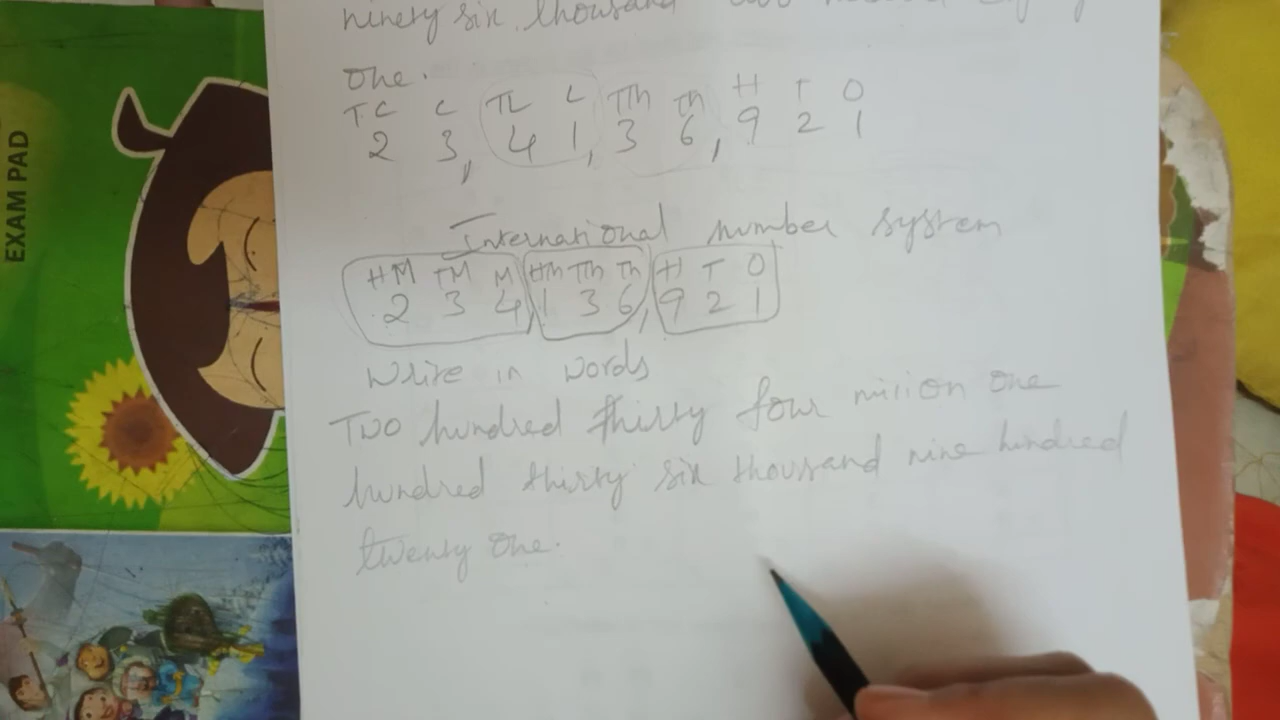 ninety six thousand
one.
TC C TL L TTh Th H T O
2 3, 4 1, 3 6, 9 2 1
International number system
HM TM M HTh TTh Th H T O
2 3 4, 1 3 6, 9 2 1
Write in words
Two hundred thirty four million one
hundred thirty six thousand nine hundred
twenty one.
EXAM PAD